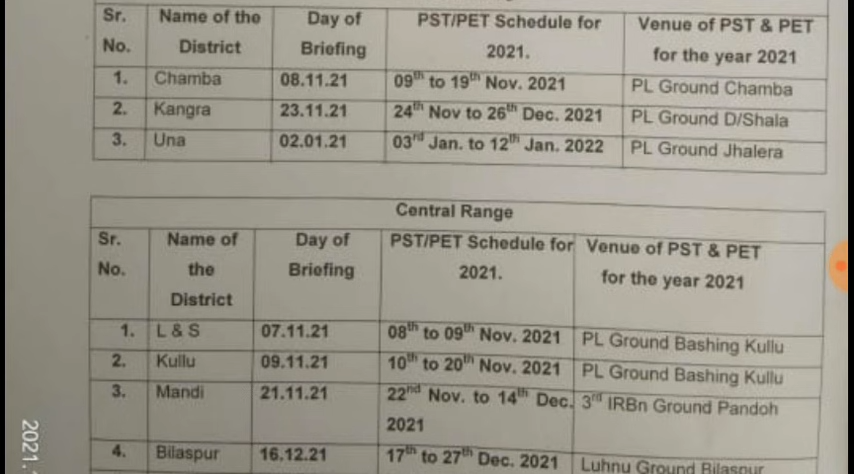 Sr. No. | Name of the District | Day of Briefing | PST/PET Schedule for 2021. | Venue of PST & PET for the year 2021
1. | Chamba | 08.11.21 | 09th to 19th Nov. 2021 | PL Ground Chamba
2. | Kangra | 23.11.21 | 24th Nov to 26th Dec. 2021 | PL Ground D/Shala
3. | Una | 02.01.21 | 03rd Jan. to 12th Jan. 2022 | PL Ground Jhalera
Central Range
Sr. No. | Name of the District | Day of Briefing | PST/PET Schedule for 2021. | Venue of PST & PET for the year 2021
1. | L & S | 07.11.21 | 08th to 09th Nov. 2021 | PL Ground Bashing Kullu
2. | Kullu | 09.11.21 | 10th to 20th Nov. 2021 | PL Ground Bashing Kullu
3. | Mandi | 21.11.21 | 22nd Nov. to 14th Dec. 2021 | 3rd IRBn Ground Pandoh
4. | Bilaspur | 16.12.21 | 17th to 27th Dec. 2021 | Luhnu Ground Bilaspur
2021.